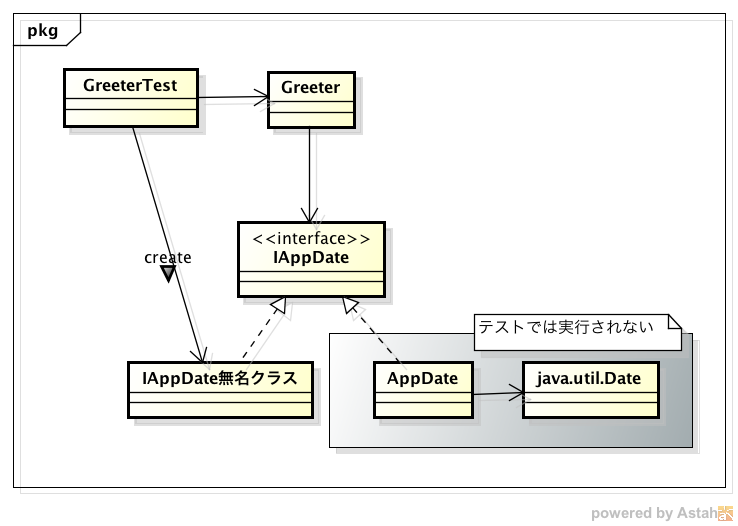 pkg
GreeterTest
Greeter
<<interface>>
IAppDate
create
テストでは実行されない
IAppDate無名クラス
AppDate
java.util.Date
powered by Astah